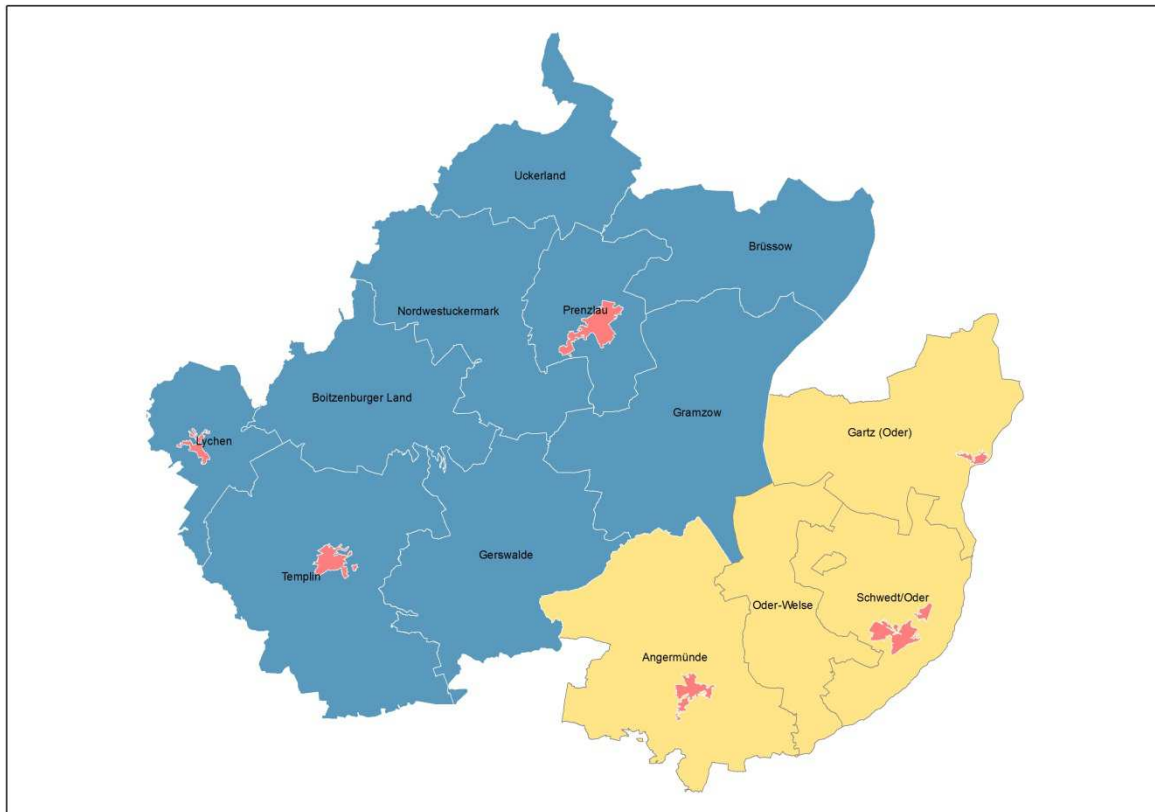 Uckerland
Brüssow
Nordwestuckermark
Prenzlau
Boitzenburger Land
Gramzow
Lychen
Gartz (Oder)
Templin
Gerswalde
Oder-Welse
Schwedt/Oder
Angermünde